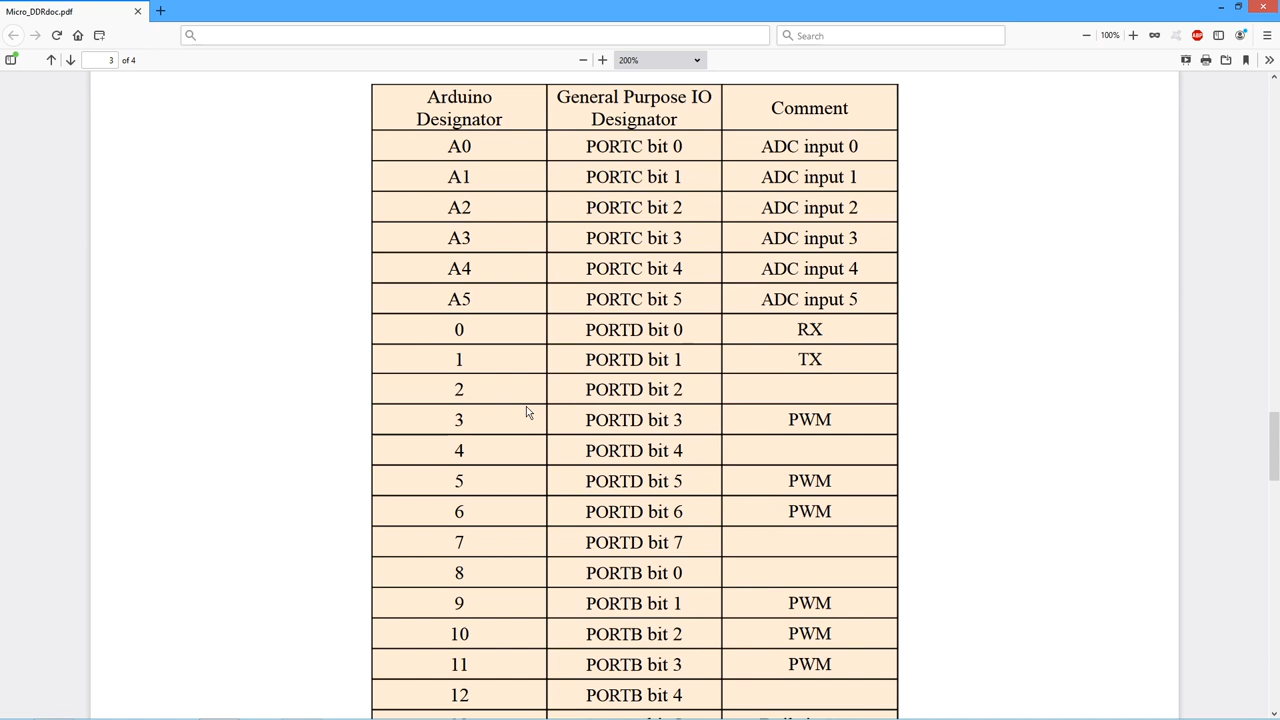 Micro_DDRdoc.pdf
100%
Search
ABP
3 of 4
200%
Arduino Designator General Purpose IO Designator Comment
A0 PORTC bit 0 ADC input 0
A1 PORTC bit 1 ADC input 1
A2 PORTC bit 2 ADC input 2
A3 PORTC bit 3 ADC input 3
A4 PORTC bit 4 ADC input 4
A5 PORTC bit 5 ADC input 5
0 PORTD bit 0 RX
1 PORTD bit 1 TX
2 PORTD bit 2
3 PORTD bit 3 PWM
4 PORTD bit 4
5 PORTD bit 5 PWM
6 PORTD bit 6 PWM
7 PORTD bit 7
8 PORTB bit 0
9 PORTB bit 1 PWM
10 PORTB bit 2 PWM
11 PORTB bit 3 PWM
12 PORTB bit 4